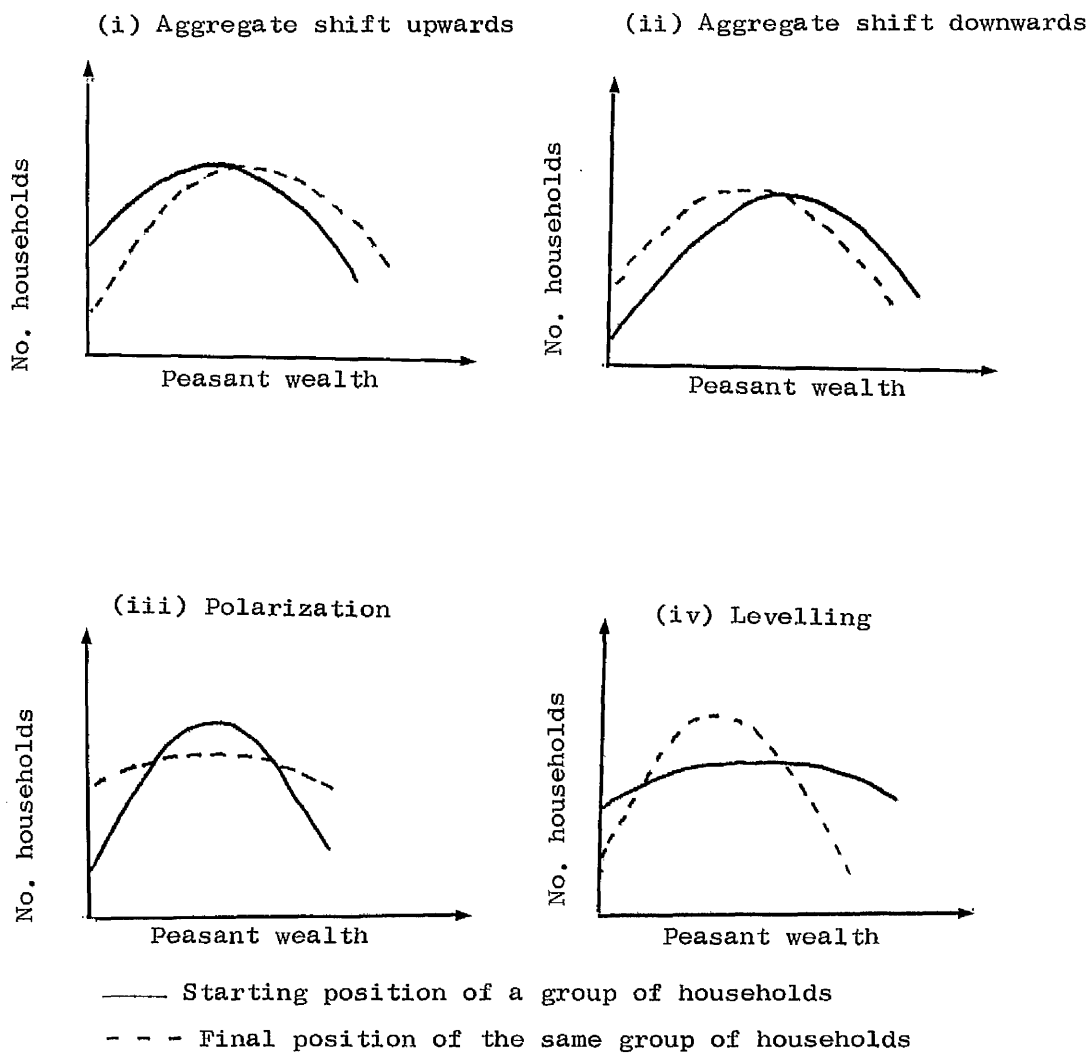 (i) Aggregate shift upwards
(ii) Aggregate shift downwards
No. households
Peasant wealth
No. households
Peasant wealth
(iii) Polarization
(iv) Levelling
No. households
Peasant wealth
No. households
Peasant wealth
Starting position of a group of households
Final position of the same group of households